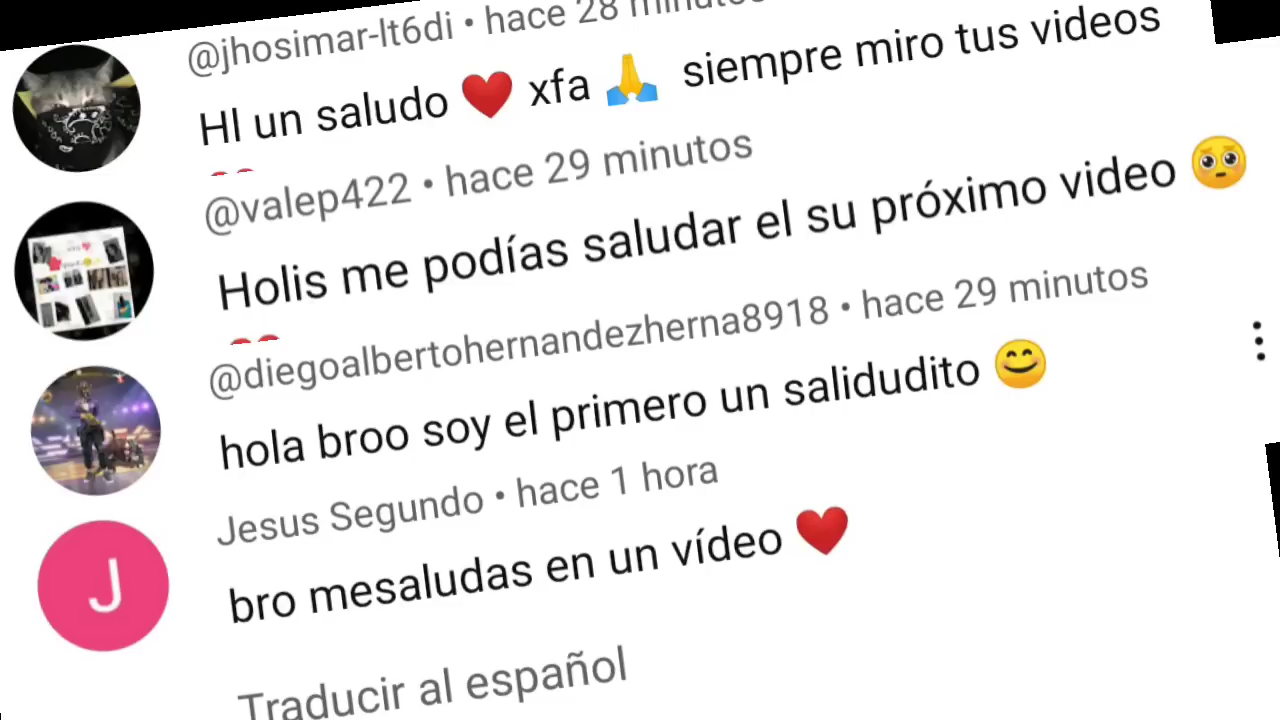 @jhosimar-lt6di • hace 28 minutos
Hl un saludo ❤️ xfa 🙏 siempre miro tus videos
@valep422 • hace 29 minutos
Holis me podías saludar el su próximo video 🥺
@diegoalbertohernandezherna8918 • hace 29 minutos
hola broo soy el primero un salidudito 😊
Jesus Segundo • hace 1 hora
J
bro mesaludas en un vídeo ❤️
Traducir al español